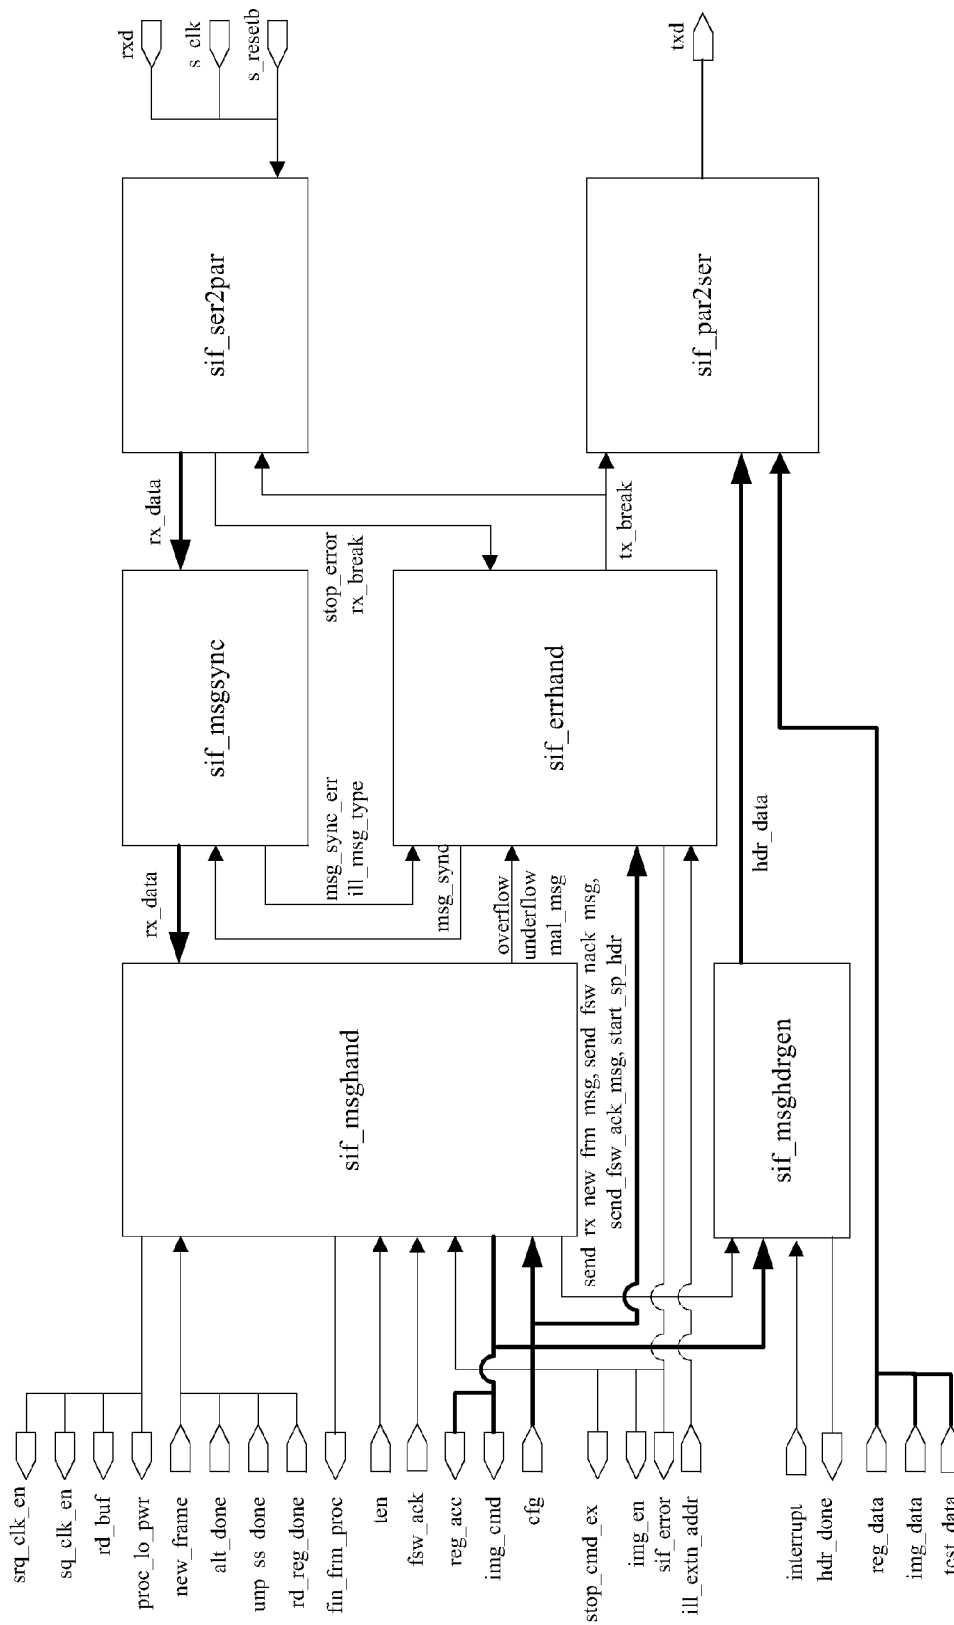 srq_clk_en
sq_clk_en
rd_buf
proc_lo_pwr
new_frame
alt_done
unp_ss_done
rd_reg_done
fin_frm_proc
len
fsw_ack
reg_acc
img_cmd
cfg
stop_cmd_ex
img_en
sif_error
ill_extn_addr
interrupt
hdr_done
reg_data
img_data
test_data
sif_msghand
send_rx_new_frm_msg, send_fsw_nack_msg,
send_fsw_ack_msg, start_sp_hdr
sif_msghdrgen
rx_data
msg_sync_err
ill_msg_type
msg_sync
overflow
underflow
mal_msg
hdr_data
sif_msgsync
sif_errhand
rx_data
stop_error
rx_break
tx_break
sif_ser2par
sif_par2ser
rxd
s_clk
s_resetb
txd